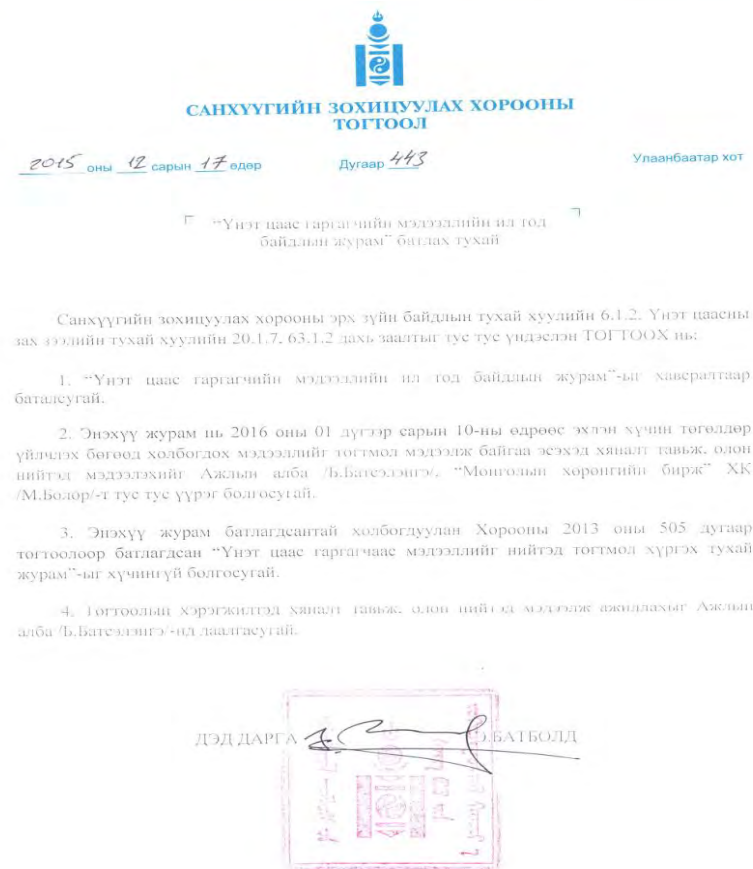 САНХҮҮГИЙН ЗОХИЦУУЛАХ ХОРООНЫ
ТОГТООЛ
2015 оны 12 сарын 17 өдөр Дугаар 443 Улаанбаатар хот
“Үнэт цаас гаргагчийн мэдээллийн ил тод
байдлын журам” батлах тухай
Санхүүгийн зохицуулах хорооны эрх зүйн байдлын тухай хуулийн 6.1.2, Үнэт цаасны
зах зээлийн тухай хуулийн 20.1.7, 63.1.2 дахь заалтыг тус тус үндэслэн ТОГТООХ нь:
1. “Үнэт цаас гаргагчийн мэдээллийн ил тод байдлын журам”-ыг хавсралтаар
баталсугай.
2. Энэхүү журам нь 2016 оны 01 дүгээр сарын 10-ны өдрөөс эхлэн хүчин төгөлдөр
үйлчлэх бөгөөд холбогдох мэдээллийг тогтмол мэдээлж байгаа эсэхэд хяналт тавьж, олон
нийтэд мэдээлэхийг Ажлын алба /Ь.Батсэлэнгэ/, “Монголын хөрөнгийн бирж” ХК
/М.Болор/-т тус тус үүрэг болгосугай.
3. Энэхүү журам батлагдсантай холбогдуулан Хорооны 2013 оны 505 дугаар
тогтоолоор батлагдсан “Үнэт цаас гаргагчаас мэдээллийг нийтэд тогтмол хүргэх тухай
журам”-ыг хүчингүй болгосугай.
4. Тогтоолын хэрэгжилтэд хяналт тавьж, олон нийтэд мэдээлж ажиллахыг Ажлын
алба /Ь.Батсэлэнгэ/-нд даалгасугай.
ДЭД ДАРГА БАТБОЛД